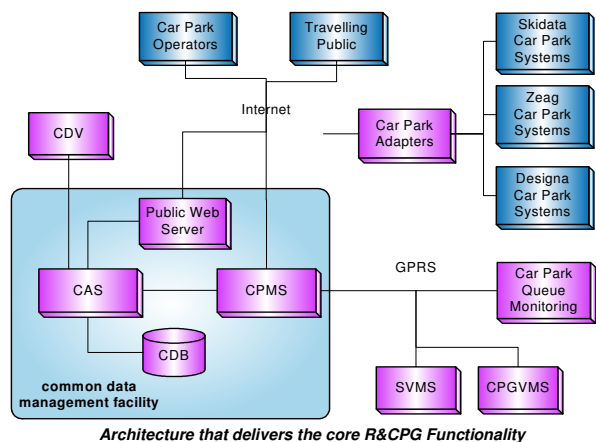 Car Park
Operators
Travelling
Public
Skidata
Car Park
Systems
Internet
CDV
Car Park
Adapters
Zeag
Car Park
Systems
Designa
Car Park
Systems
Public Web
Server
GPRS
CAS
CPMS
Car Park
Queue
Monitoring
CDB
SVMS
CPGVMS
common data
management facility
Architecture that delivers the core R&CPG Functionality